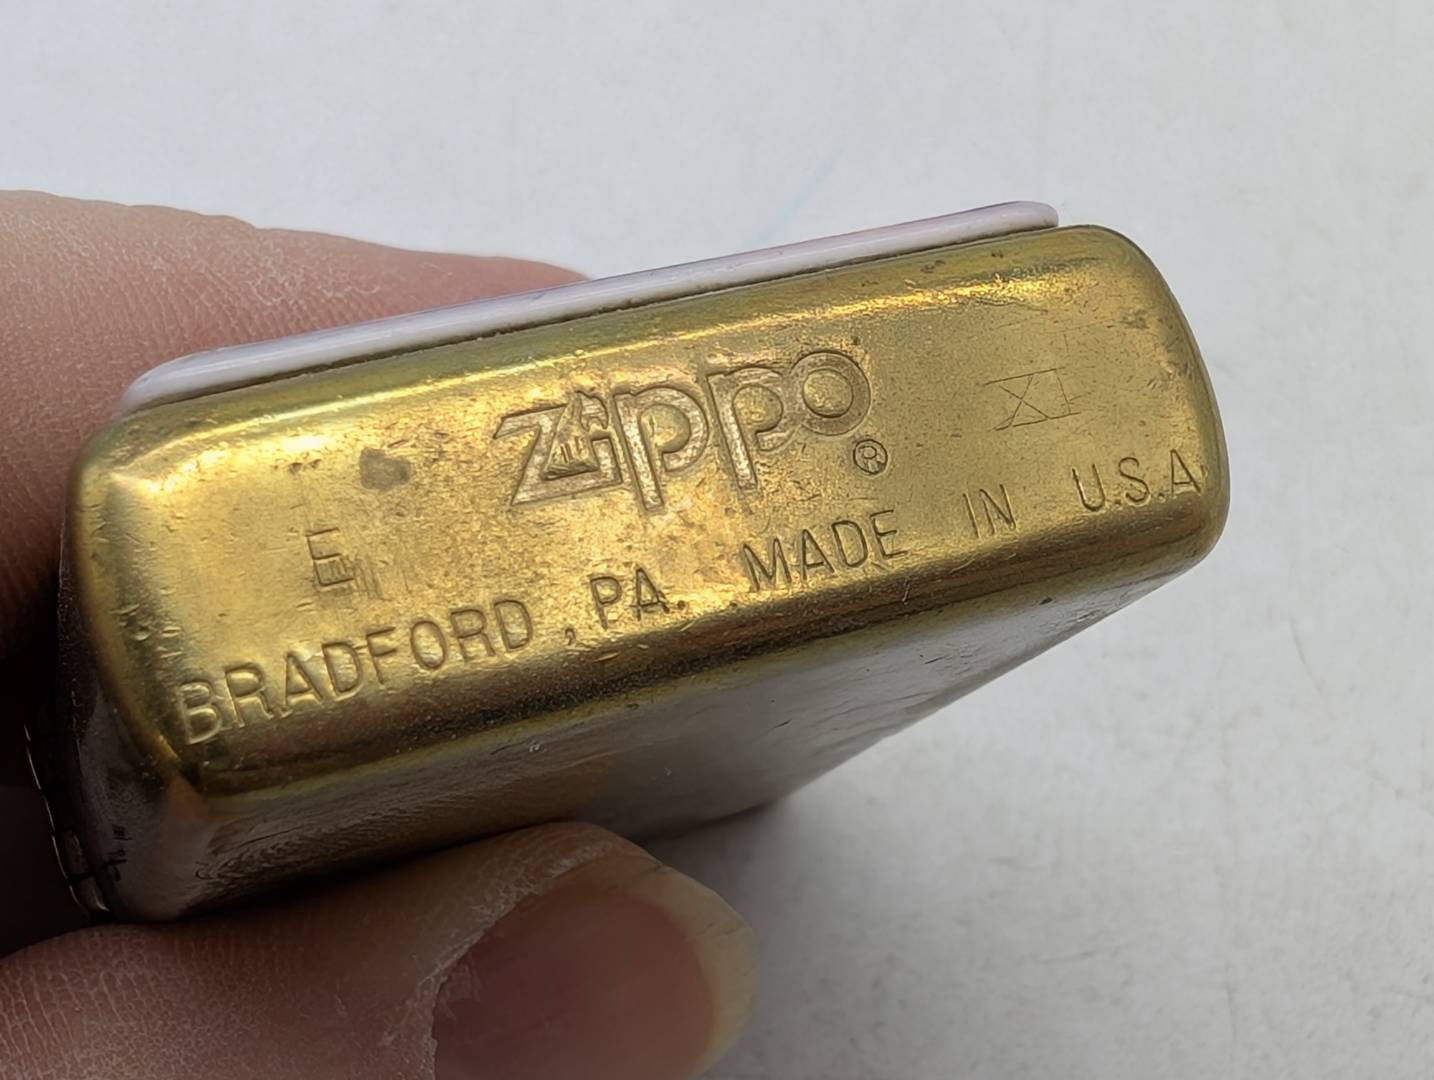 Zippo ®
E XI
BRADFORD, PA. MADE IN U.S.A